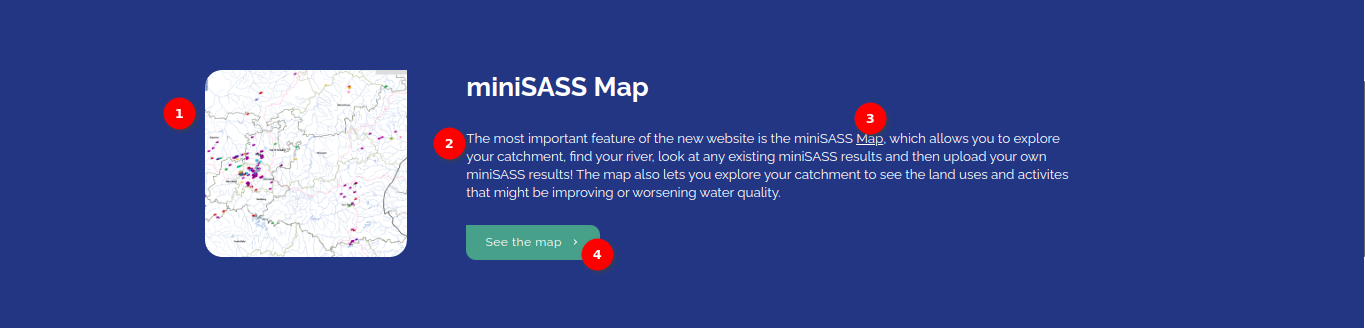 miniSASS Map
1
3
2
The most important feature of the new website is the miniSASS Map, which allows you to explore
your catchment, find your river, look at any existing miniSASS results and then upload your own
miniSASS results! The map also lets you explore your catchment to see the land uses and activites
that might be improving or worsening water quality.
See the map ›
4